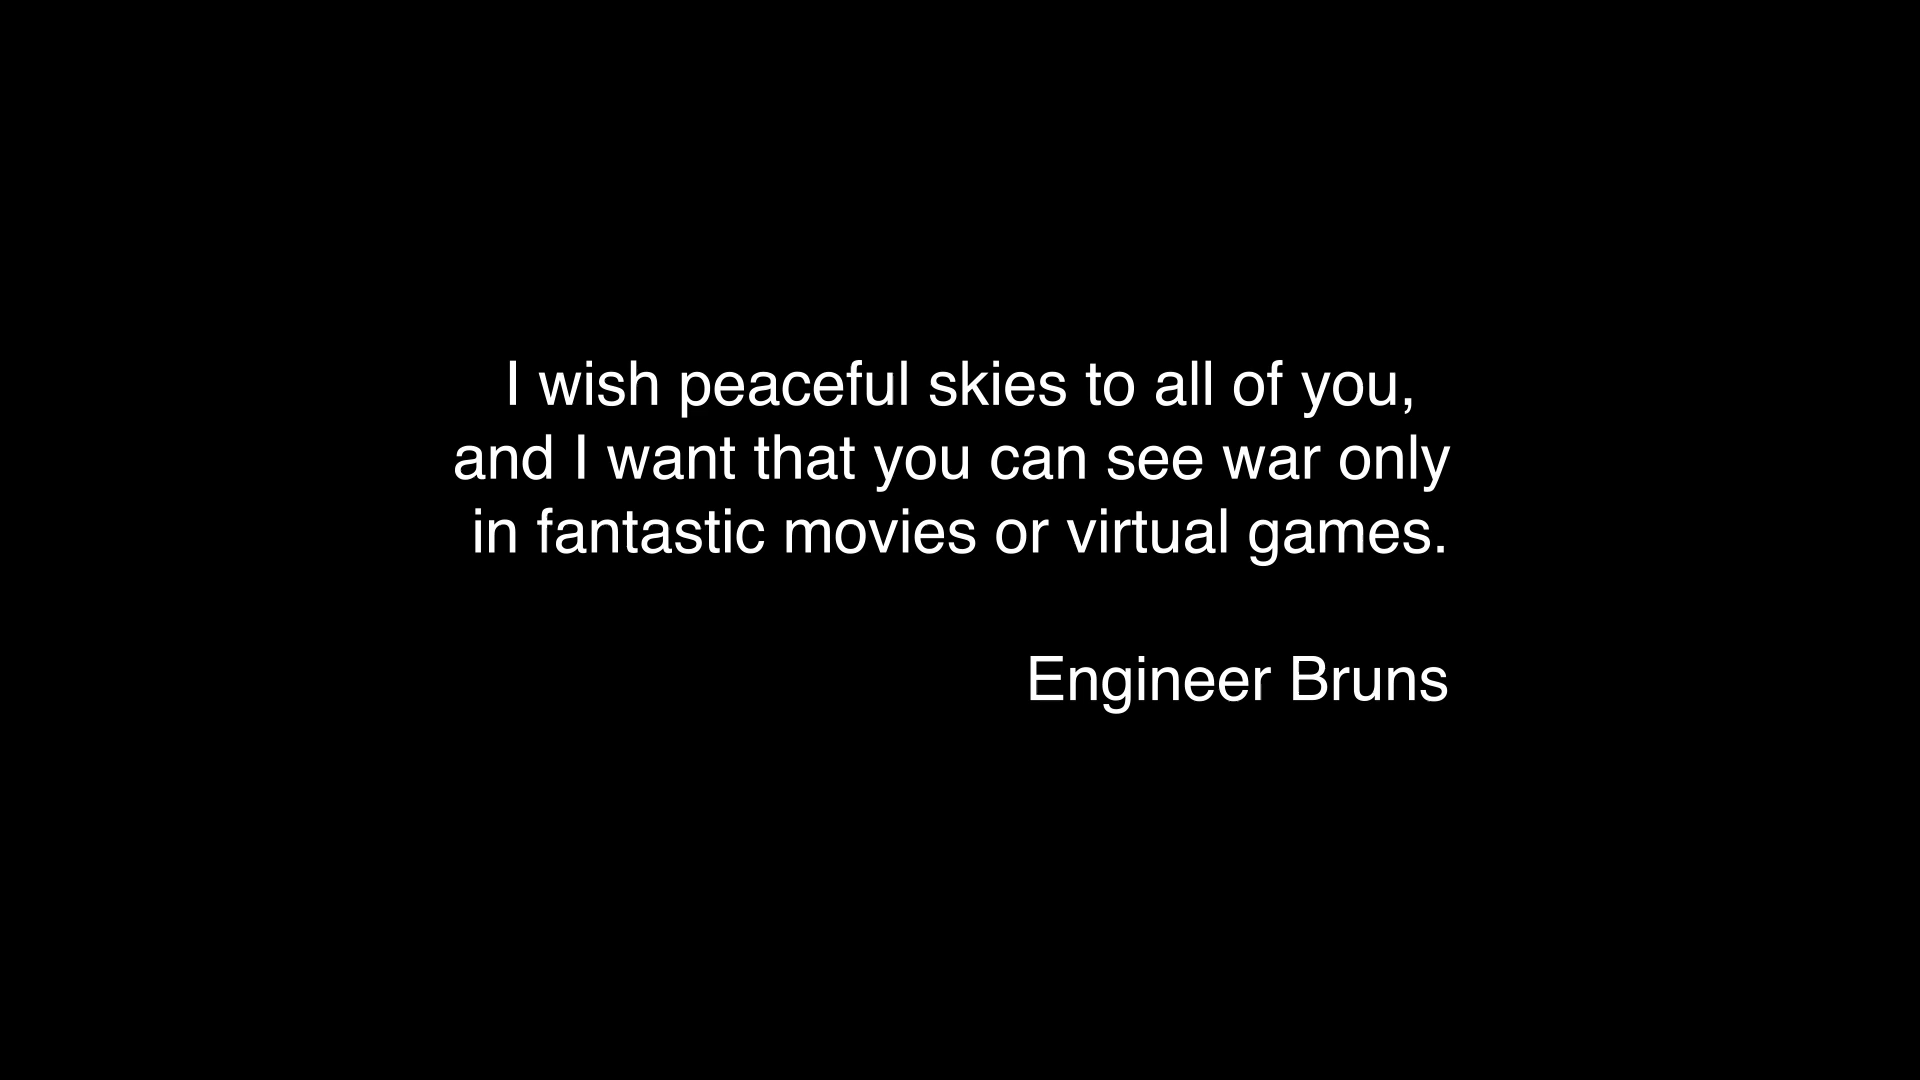 I wish peaceful skies to all of you,
and I want that you can see war only
in fantastic movies or virtual games.
Engineer Bruns